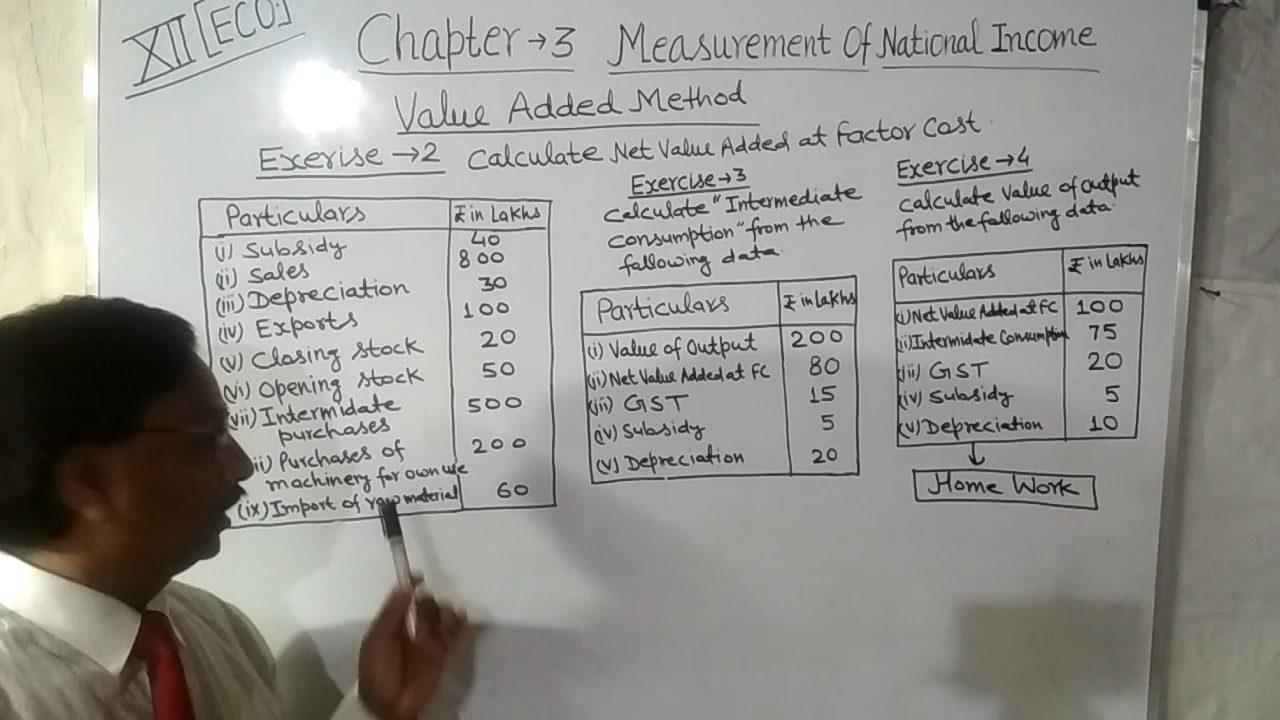 XII [ECO.]
Chapter → 3 Measurement Of National Income
Value Added Method
Exerise → 2 Calculate Net Value Added at Factor Cost.
Particulars ₹ in Lakhs
(i) Subsidy 40
(ii) Sales 800
(iii) Depreciation 30
(iv) Exports 100
(v) Closing stock 20
(vi) Opening stock 50
(vii) Intermidate 500
purchases
ii) Purchases of 200
machinery for own use
(ix) Import of raw material 60
Exercise → 3
Calculate "Intermediate
Consumption" from the
following data.
Particulars ₹ in Lakhs
(i) Value of Output 200
(ii) Net Value Added at FC 80
(iii) GST 15
(iv) Subsidy 5
(v) Depreciation 20
Exercise → 4
Calculate Value of Output
from the following data.
Particulars ₹ in Lakhs
(i) Net Value Added at FC 100
(ii) Intermidate Consumption 75
(iii) GST 20
(iv) Subsidy 5
(v) Depreciation 10
Home Work